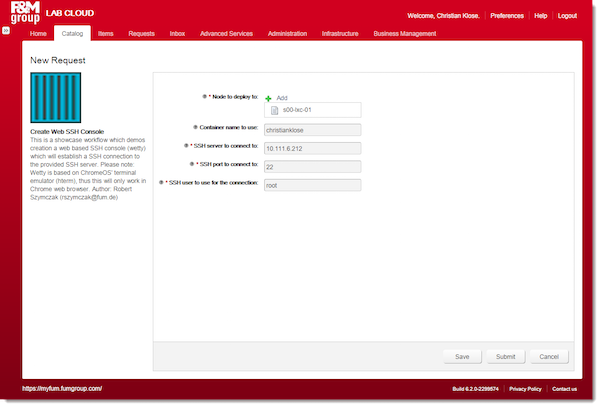 F&M group
LAB CLOUD
Welcome, Christian Klose. Preferences Help Logout
Home Catalog Items Requests Inbox Advanced Services Administration Infrastructure Business Management
New Request
Create Web SSH Console
This is a showcase workflow which demos
creation a web based SSH console (wetty)
which will establish a SSH connection to
the provided SSH server. Please note:
Wetty is based on ChromeOS' terminal
emulator (hterm), thus this will only work in
Chrome web browser. Author: Robert
Szymczak (rszymczak@fum.de)
* Node to deploy to: Add
s00-lxc-01
Container name to use: christianklose
* SSH server to connect to: 10.111.6.212
* SSH port to connect to: 22
* SSH user to use for the connection: root
Save Submit Cancel
https://myfum.fumgroup.com/
Build 6.2.0-2288574 Privacy Policy Contact us